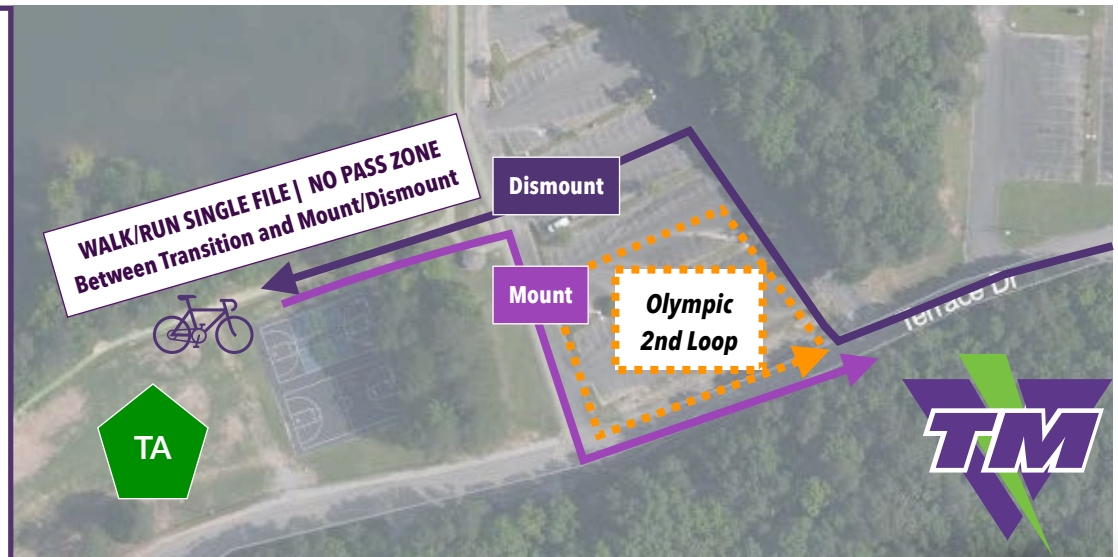 WALK/RUN SINGLE FILE | NO PASS ZONE
Between Transition and Mount/Dismount
Dismount
Mount
Olympic
2nd Loop
Terrace Dr
TA
TM